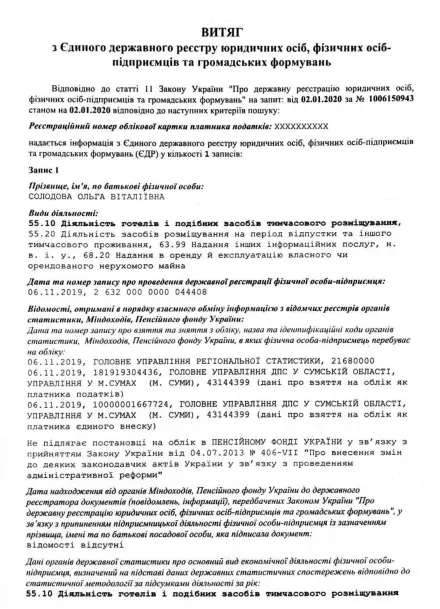 ВИТЯГ
з Єдиного державного реєстру юридичних осіб, фізичних осіб-
підприємців та громадських формувань
Відповідно до статті 11 Закону України "Про державну реєстрацію юридичних осіб,
фізичних осіб-підприємців та громадських формувань" на запит: від 02.01.2020 за № 1006150943
станом на 02.01.2020 відповідно до наступних критеріїв пошуку:
Реєстраційний номер облікової картки платника податків: XXXXXXXXXX
надається інформація з Єдиного державного реєстру юридичних осіб, фізичних осіб-підприємців
та громадських формувань (ЄДР) у кількості 1 записів:
Запис 1
Прізвище, ім'я, по батькові фізичної особи:
СОЛОДОВА ОЛЬГА ВІТАЛІЇВНА
Види діяльності:
55.10 Діяльність готелів і подібних засобів тимчасового розміщування,
55.20 Діяльність засобів розміщування на період відпустки та іншого
тимчасового проживання, 63.99 Надання інших інформаційних послуг, н.
в. і. у., 68.20 Надання в оренду й експлуатацію власного чи
орендованого нерухомого майна
Дата та номер запису про проведення державної реєстрації фізичної особи-підприємця:
06.11.2019, 2 632 000 0000 044408
Відомості, отримані в порядку взаємного обміну інформацією з відомчих реєстрів органів
статистики, Міндоходів, Пенсійного фонду України:
Дата та номер запису про взяття та зняття з обліку, назва та ідентифікаційні коди органів
статистики, Міндоходів, Пенсійного фонду України, в яких фізична особа-підприємець перебуває
на обліку:
06.11.2019, ГОЛОВНЕ УПРАВЛІННЯ РЕГІОНАЛЬНОЇ СТАТИСТИКИ, 21680000
06.11.2019, 181919304436, ГОЛОВНЕ УПРАВЛІННЯ ДПС У СУМСЬКІЙ ОБЛАСТІ,
УПРАВЛІННЯ У М.СУМАХ (М. СУМИ), 43144399 (дані про взяття на облік як
платника податків)
06.11.2019, 10000001667724, ГОЛОВНЕ УПРАВЛІННЯ ДПС У СУМСЬКІЙ ОБЛАСТІ,
УПРАВЛІННЯ У М.СУМАХ (М. СУМИ), 43144399 (дані про взяття на облік як
платника єдиного внеску)
Не підлягає постановці на облік в ПЕНСІЙНОМУ ФОНДІ УКРАЇНИ у зв'язку з
прийняттям Закону України від 04.07.2013 № 406-VII "Про внесення змін
до деяких законодавчих актів України у зв'язку з проведенням
адміністративної реформи"
Дата надходження від органів Міндоходів, Пенсійного фонду України до державного
реєстратора документів (повідомлень, інформації), передбачених Законом України "Про
державну реєстрацію юридичних осіб, фізичних осіб-підприємців та громадських формувань", у
зв'язку з припиненням підприємницької діяльності фізичної особи-підприємця із зазначенням
прізвища, імені та по батькові посадової особи, яка підписала документ:
відомості відсутні
Дані органів державної статистики про основний вид економічної діяльності фізичної особи-
підприємця, визначений на підставі даних державних статистичних спостережень відповідно до
статистичної методології за підсумками діяльності за рік:
55.10 Діяльність готелів і подібних засобів тимчасового розміщування